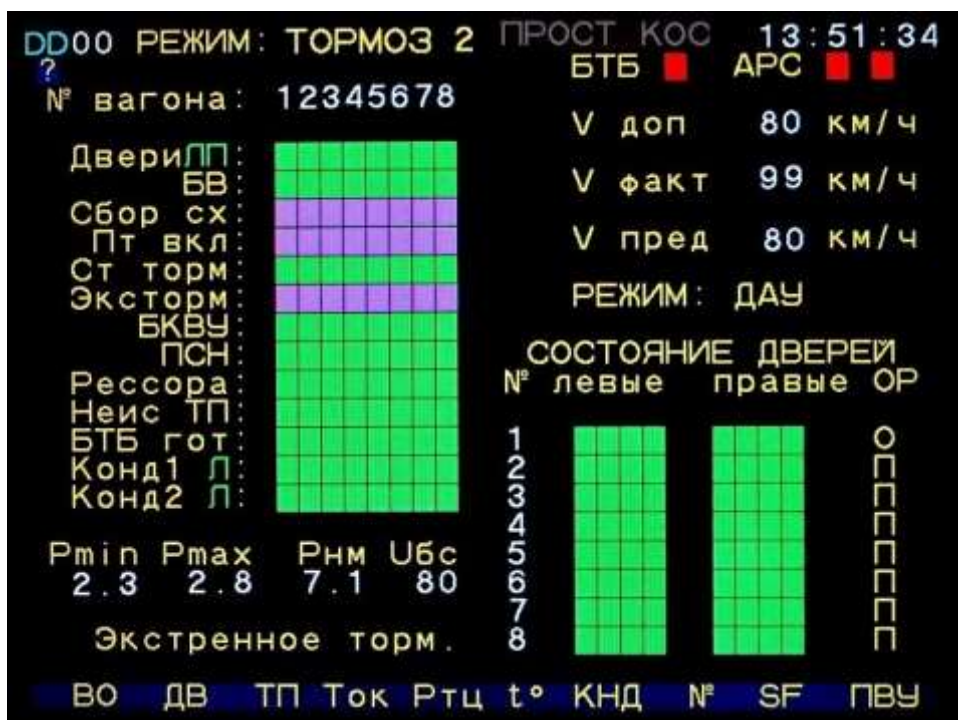 DD00 РЕЖИМ: ТОРМОЗ 2 ПРОСТ КОС 13:51:34
? БТБ АРС
№ вагона: 12345678
V доп 80 км/ч
ДвериЛП:
БВ: V факт 99 км/ч
Сбор сх:
Пт вкл: V пред 80 км/ч
Ст торм:
Эксторм: РЕЖИМ: ДАУ
БКВУ:
ПСН: СОСТОЯНИЕ ДВЕРЕЙ
Рессора: № левые правые ОР
Неис ТП:
БТБ гот: 1 О
Конд1 Л: 2 П
Конд2 Л: 3 П
4 П
Pmin Pmax Рнм Uбс 5 П
2.3 2.8 7.1 80 6 П
7 П
Экстренное торм. 8 П
ВО ДВ ТП Ток Ртц t° КНД № SF ПВУ